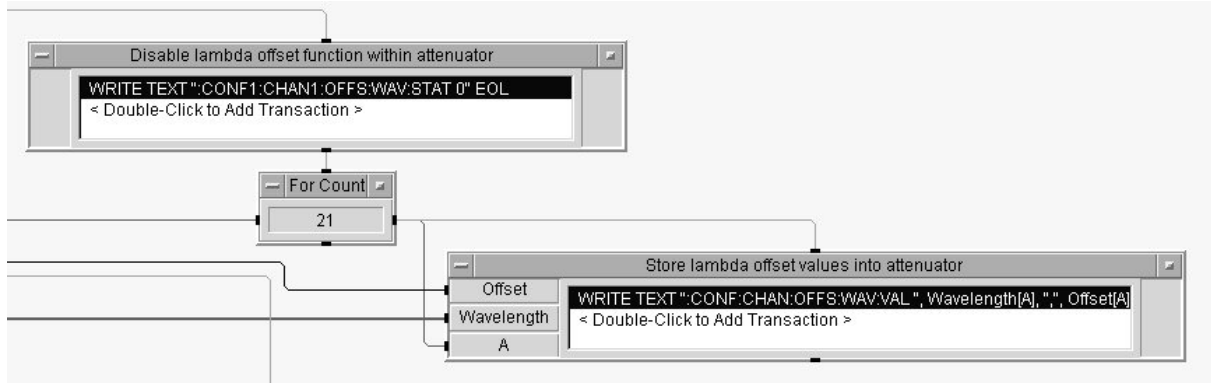 Disable lambda offset function within attenuator
WRITE TEXT ":CONF1:CHAN1:OFFS:WAV:STAT 0" EOL
< Double-Click to Add Transaction >
For Count
21
Store lambda offset values into attenuator
Offset
WRITE TEXT ":CONF:CHAN:OFFS:WAV:VAL ", Wavelength[A], ",", Offset[A]
Wavelength
< Double-Click to Add Transaction >
A